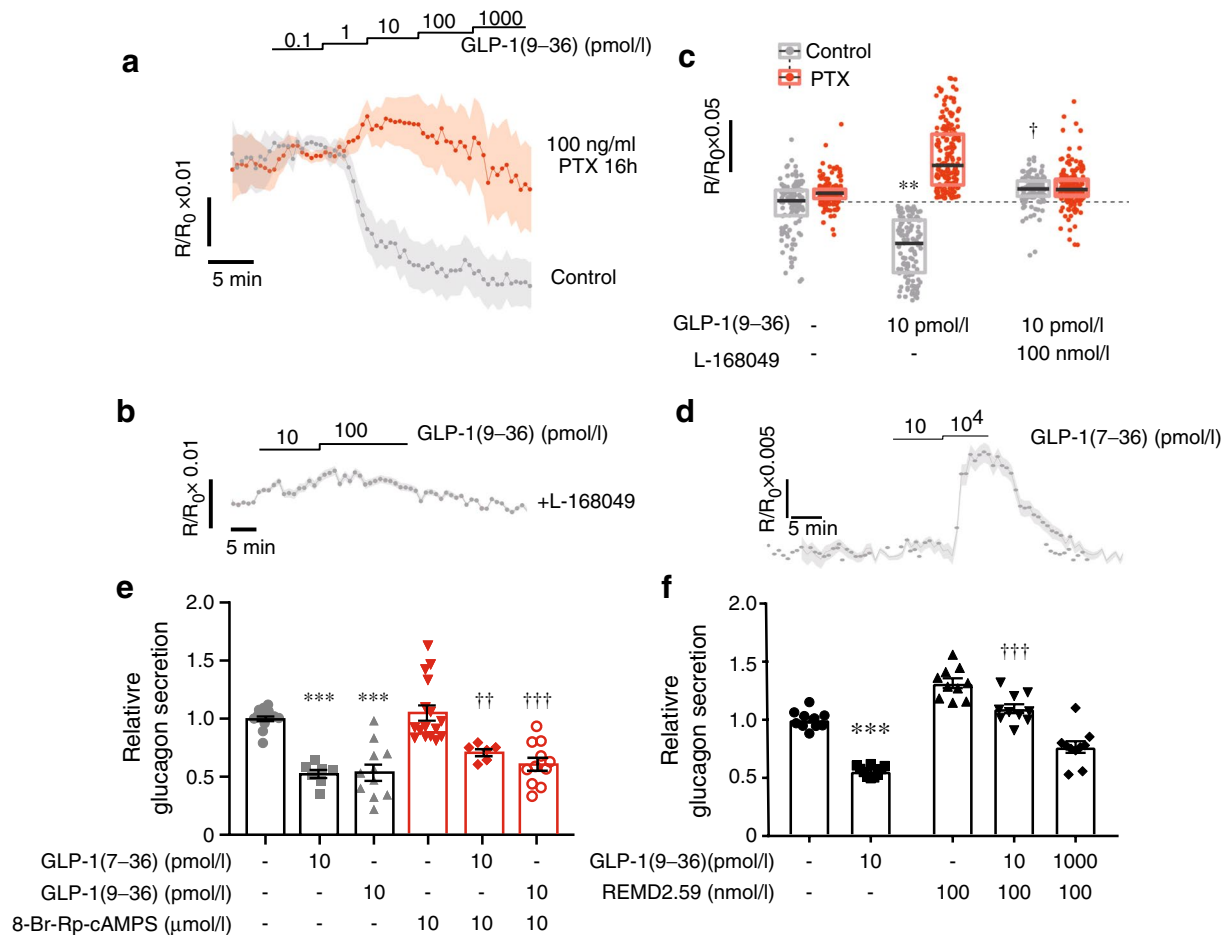 a
0.1 1 10 100 1000
GLP-1(9–36) (pmol/l)
R/R0 ×0.01
5 min
100 ng/ml
PTX 16h
Control
c
Control
PTX
R/R0×0.05
**
†
GLP-1(9–36) - 10 pmol/l 10 pmol/l
L-168049 - - 100 nmol/l
b
10 100
GLP-1(9–36) (pmol/l)
R/R0× 0.01
5 min
+L-168049
d
10 10⁴
GLP-1(7–36) (pmol/l)
R/R0×0.005
5 min
e
Relativre
glucagon secretion
2.0
1.5
1.0
0.5
0
*** *** †† †††
GLP-1(7–36) (pmol/l) - 10 - - 10 -
GLP-1(9–36) (pmol/l) - - 10 - - 10
8-Br-Rp-cAMPS (μmol/l) - - - 10 10 10
f
Relativre
glucagon secretion
2.0
1.5
1.0
0.5
0
*** †††
GLP-1(9–36)(pmol/l) - 10 - 10 1000
REMD2.59 (nmol/l) - - 100 100 100